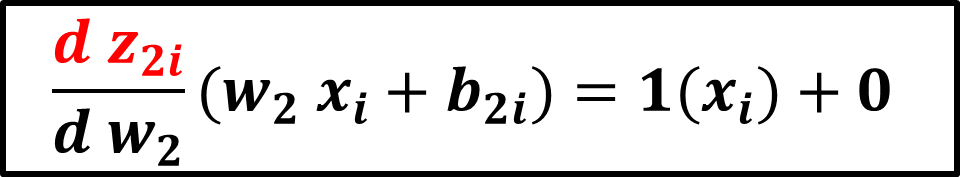 d z₂ᵢ / d w₂ (w₂ xᵢ + b₂ᵢ) = 1(xᵢ) + 0